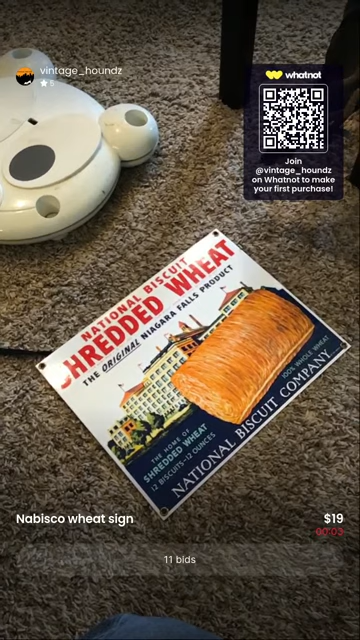 vintage_houndz
★5
whatnot
Join
@vintage_houndz
on Whatnot to make
your first purchase!
NATIONAL BISCUIT
SHREDDED WHEAT
THE ORIGINAL NIAGARA FALLS PRODUCT
100% WHOLE WHEAT
THE HOME OF
SHREDDED WHEAT
12 BISCUITS-12 OUNCES
NATIONAL BISCUIT COMPANY
Nabisco wheat sign
$19
00:03
11 bids